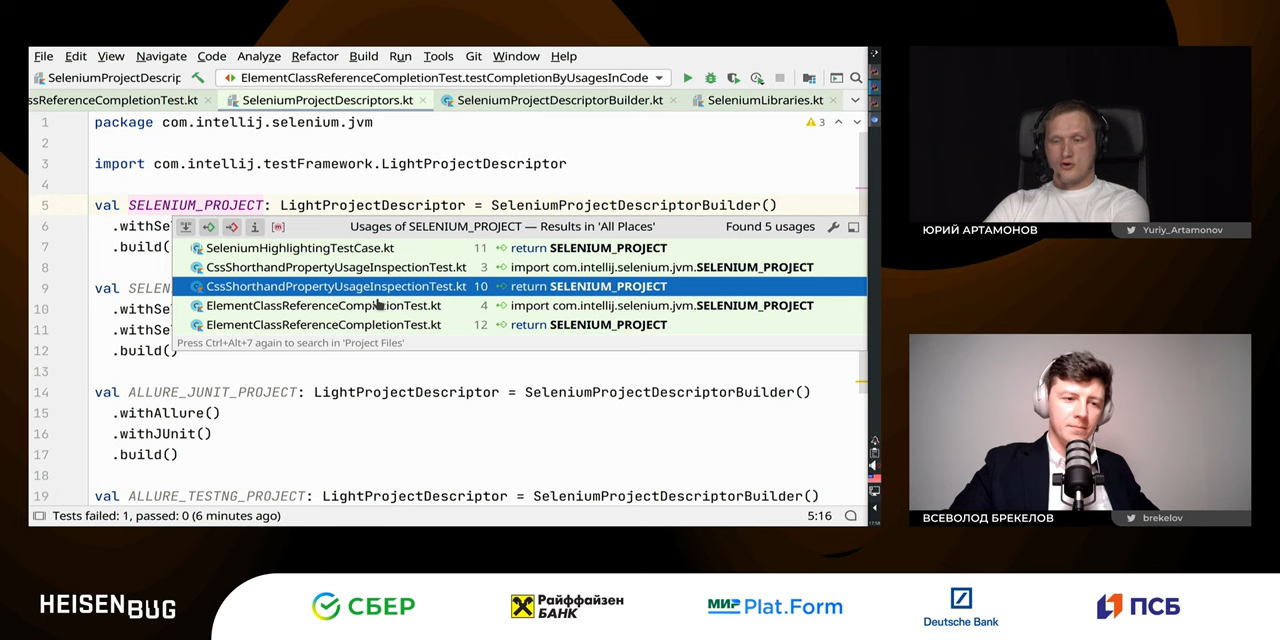 File Edit View Navigate Code Analyze Refactor Build Run Tools Git Window Help
SeleniumProjectDescrip ElementClassReferenceCompletionTest.testCompletionByUsagesInCode
ssReferenceCompletionTest.kt SeleniumProjectDescriptors.kt SeleniumProjectDescriptorBuilder.kt SeleniumLibraries.kt
1 package com.intellij.selenium.jvm 3
2
3 import com.intellij.testFramework.LightProjectDescriptor
4
5 val SELENIUM_PROJECT: LightProjectDescriptor = SeleniumProjectDescriptorBuilder()
Usages of SELENIUM_PROJECT — Results in 'All Places' Found 5 usages
SeleniumHighlightingTestCase.kt 11 return SELENIUM_PROJECT
CssShorthandPropertyUsageInspectionTest.kt 3 import com.intellij.selenium.jvm.SELENIUM_PROJECT
CssShorthandPropertyUsageInspectionTest.kt 10 return SELENIUM_PROJECT
ElementClassReferenceCompletionTest.kt 4 import com.intellij.selenium.jvm.SELENIUM_PROJECT
ElementClassReferenceCompletionTest.kt 12 return SELENIUM_PROJECT
Press Ctrl+Alt+7 again to search in 'Project Files'
6 .withSe
7 .build(
8
9 val SELEN
10 .withSe
11 .withSe
12 .build()
13
14 val ALLURE_JUNIT_PROJECT: LightProjectDescriptor = SeleniumProjectDescriptorBuilder()
15 .withAllure()
16 .withJUnit()
17 .build()
18
19 val ALLURE_TESTNG_PROJECT: LightProjectDescriptor = SeleniumProjectDescriptorBuilder()
Tests failed: 1, passed: 0 (6 minutes ago) 5:16
ЮРИЙ АРТАМОНОВ Yuriy_Artamonov
ВСЕВОЛОД БРЕКЕЛОВ brekelov
HEISENBUG
СБЕР
Райффайзен
БАНК
МИР Plat.Form
Deutsche Bank
ПСБ